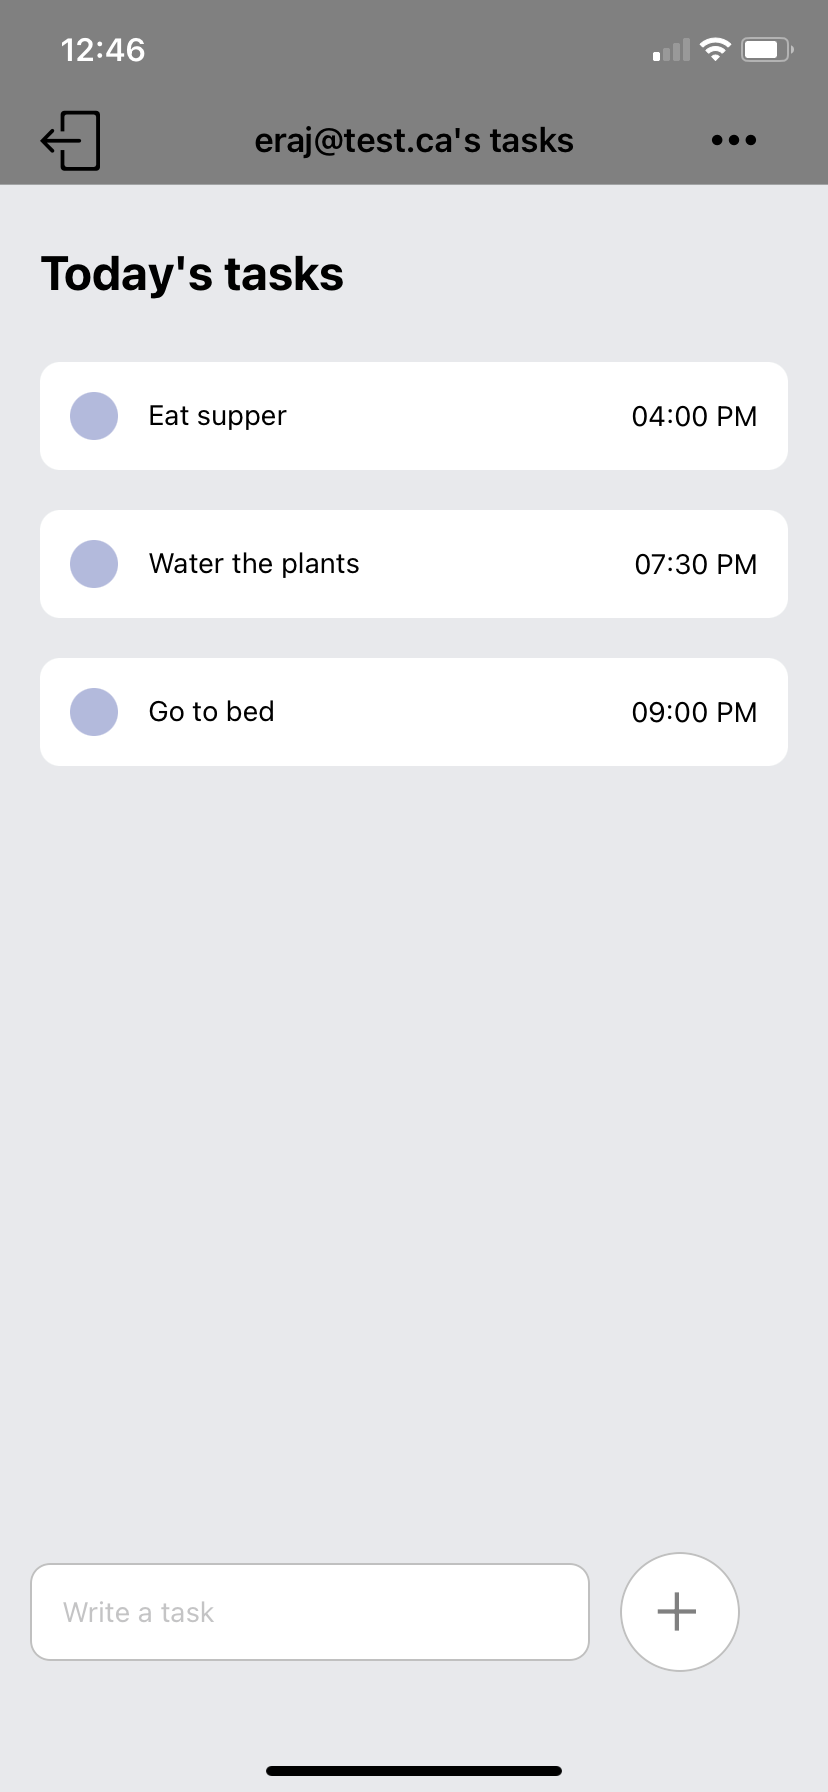 12:46
eraj@test.ca's tasks
Today's tasks
Eat supper 04:00 PM
Water the plants 07:30 PM
Go to bed 09:00 PM
Write a task